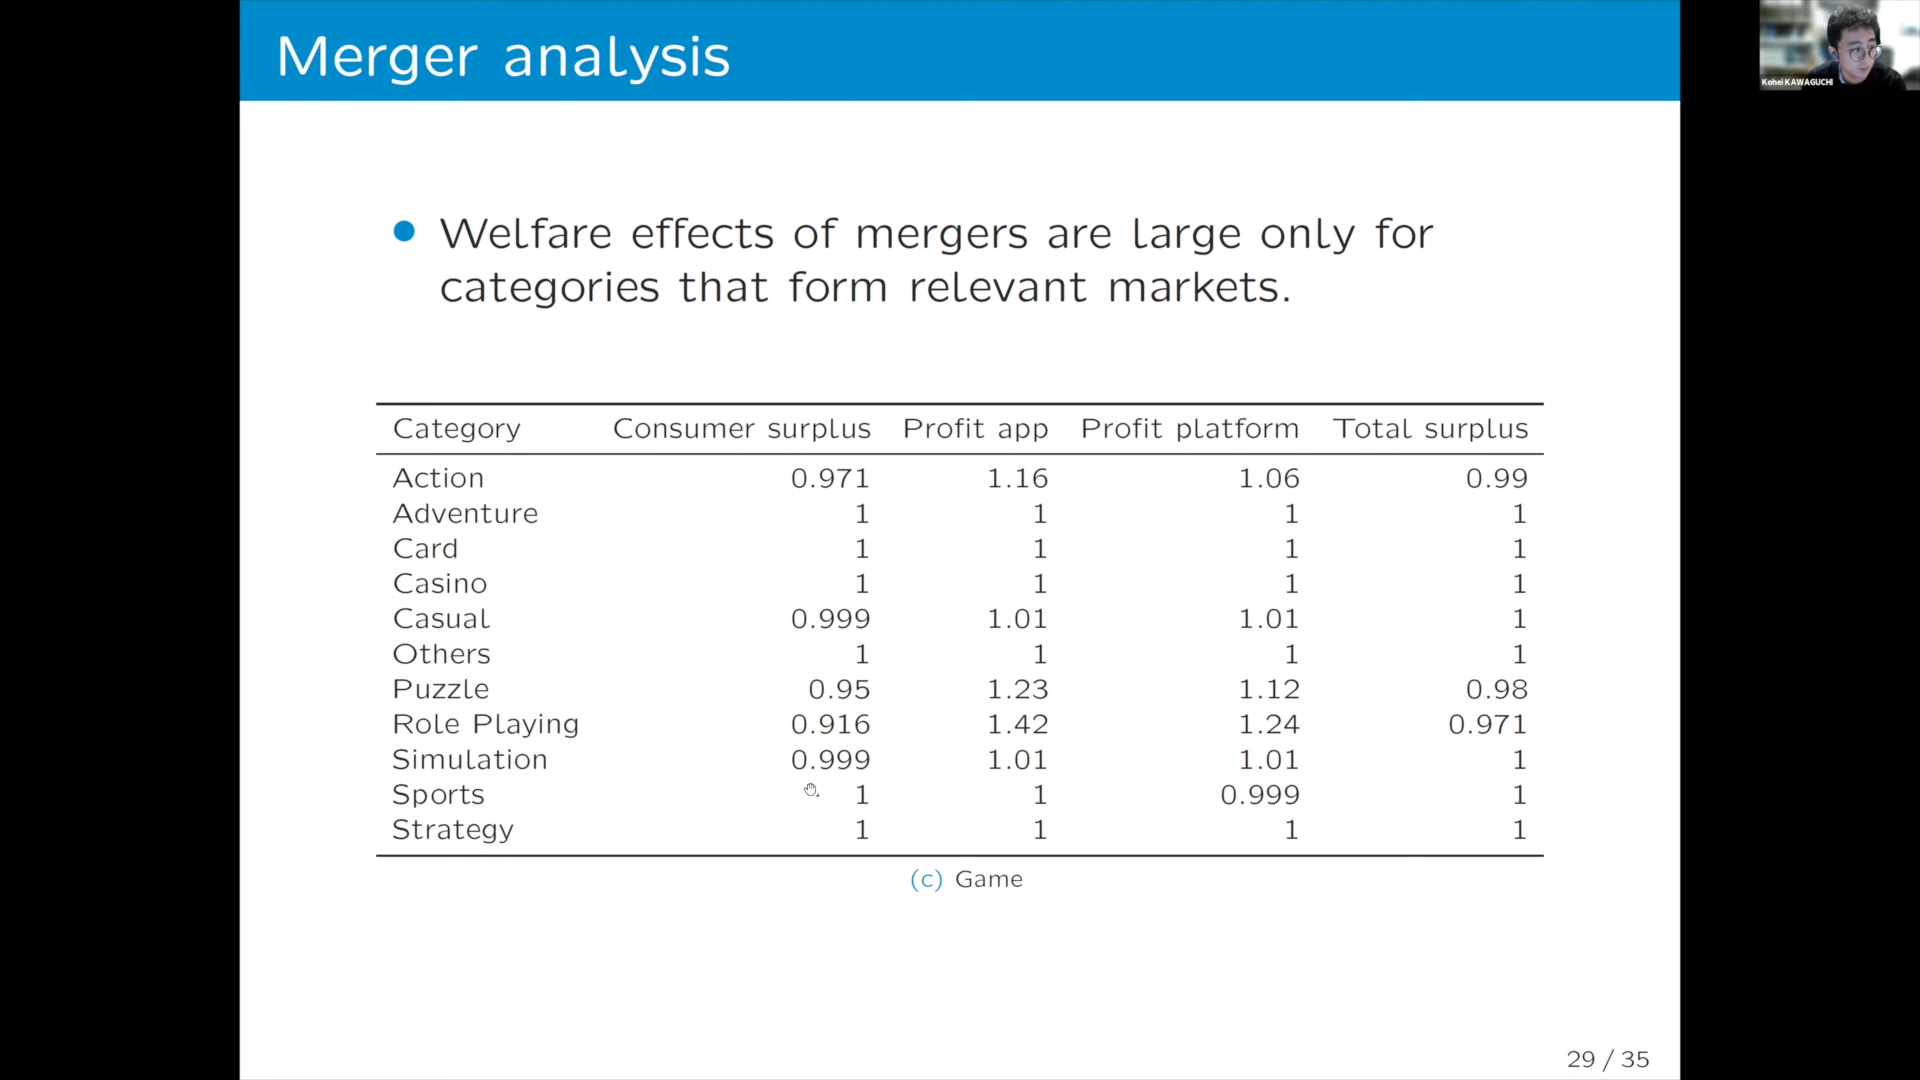 Merger analysis
Kohei KAWAGUCHI
Welfare effects of mergers are large only for
categories that form relevant markets.
Category Consumer surplus Profit app Profit platform Total surplus
Action 0.971 1.16 1.06 0.99
Adventure 1 1 1 1
Card 1 1 1 1
Casino 1 1 1 1
Casual 0.999 1.01 1.01 1
Others 1 1 1 1
Puzzle 0.95 1.23 1.12 0.98
Role Playing 0.916 1.42 1.24 0.971
Simulation 0.999 1.01 1.01 1
Sports 1 1 0.999 1
Strategy 1 1 1 1
(c) Game
29 / 35